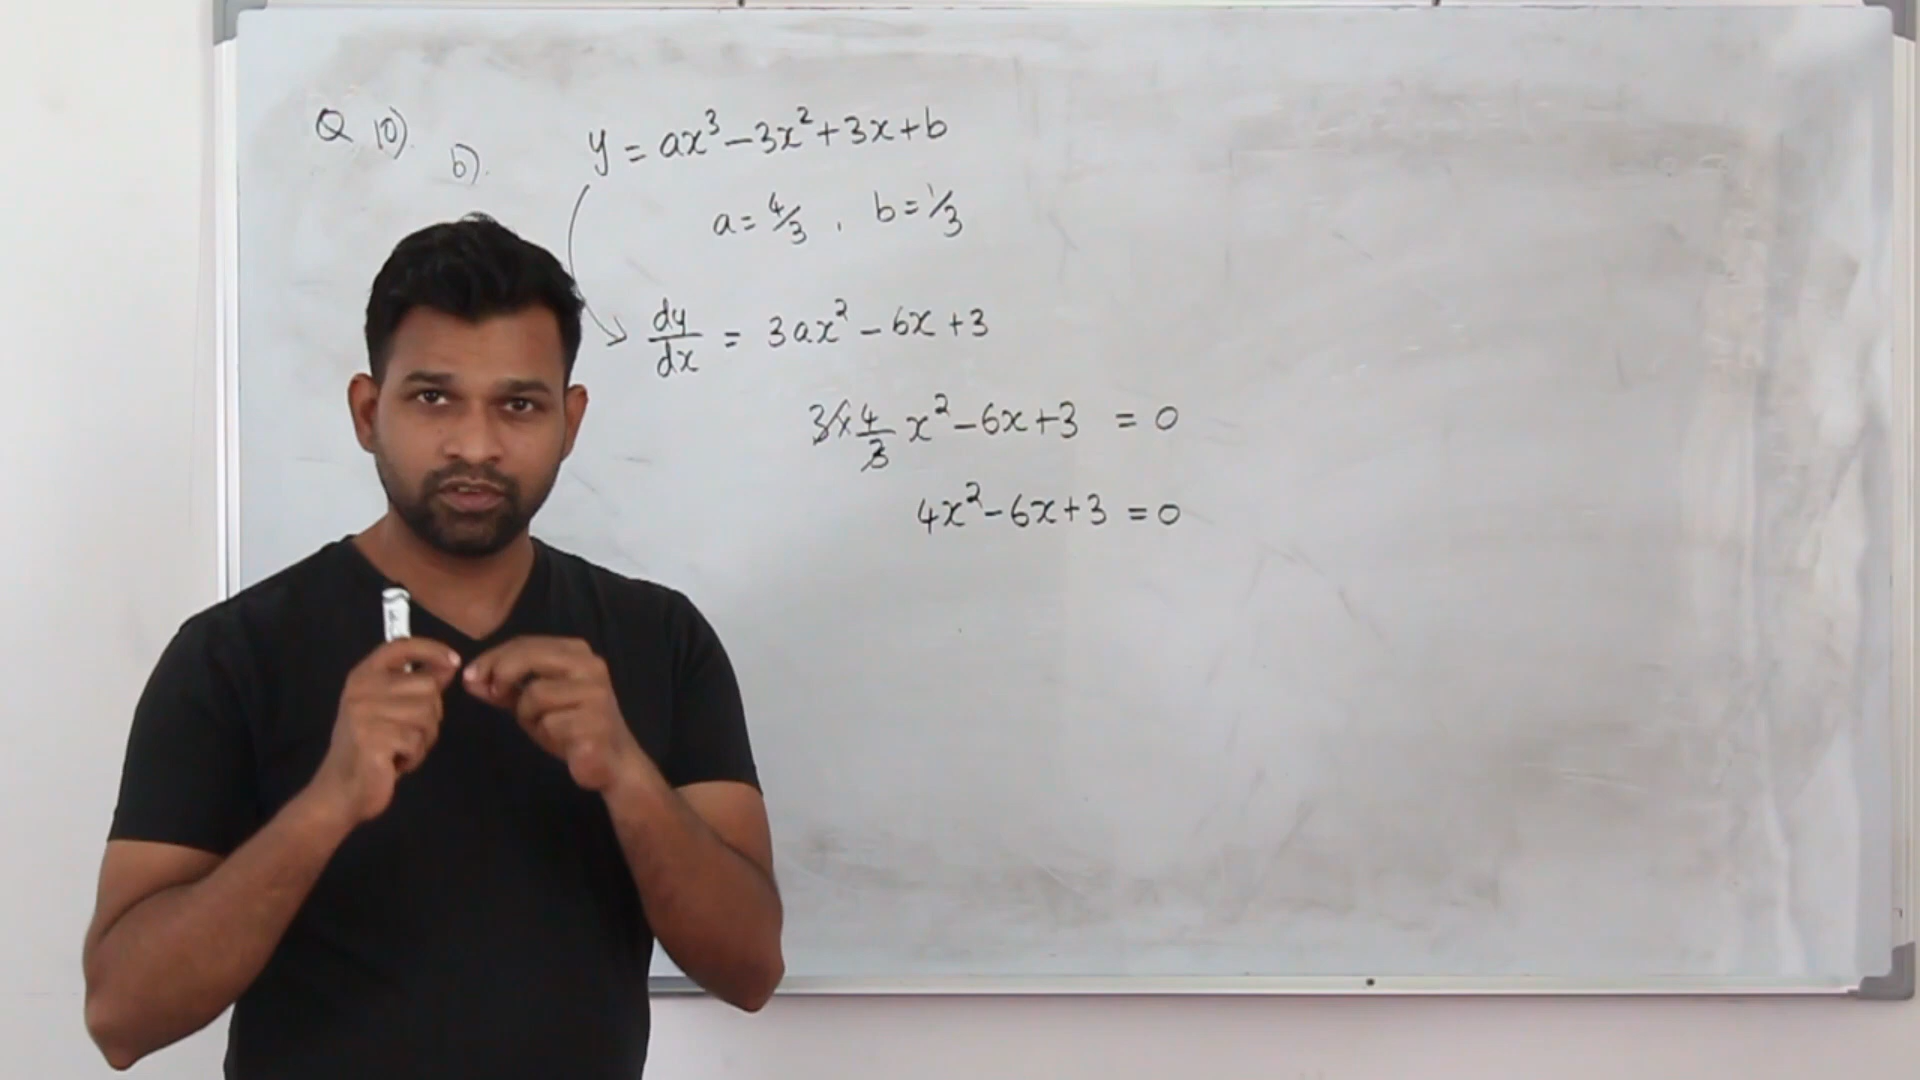 Q 10).
b). y = ax³ − 3x² + 3x + b
a = 4/3 , b = 1/3
dy/dx = 3ax² − 6x + 3
3 × 4/3 x² − 6x + 3 = 0
4x² − 6x + 3 = 0